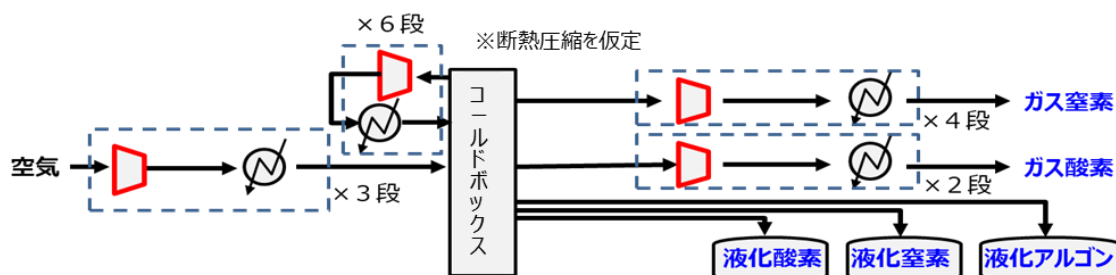 ×６段
※断熱圧縮を仮定
コールドボックス
ガス窒素
×４段
空気
ガス酸素
×３段
×２段
液化酸素
液化窒素
液化アルゴン